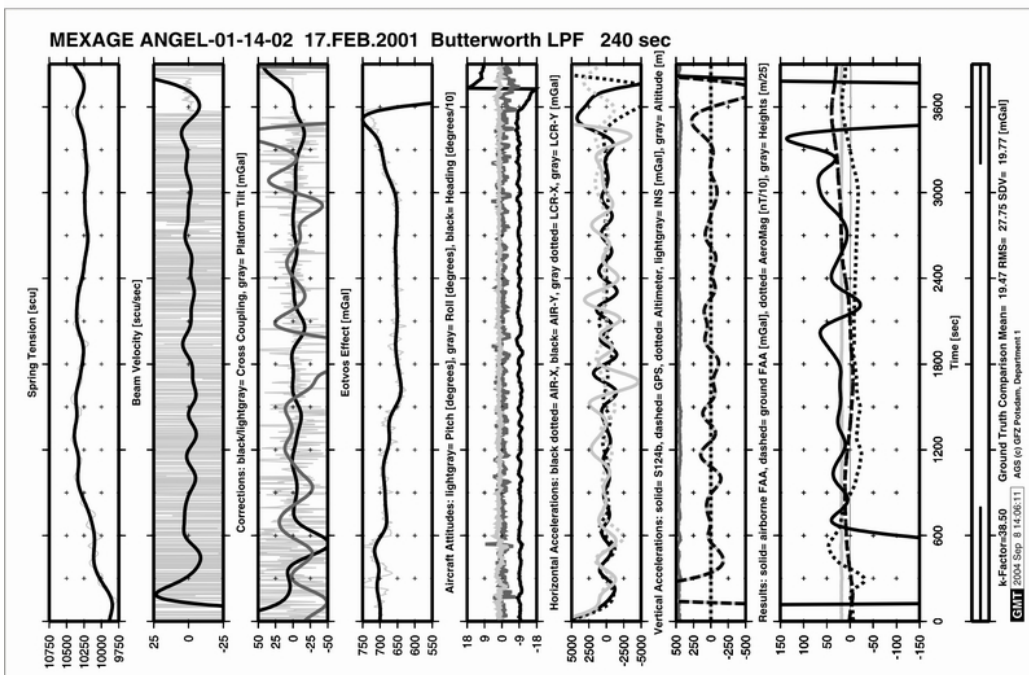 MEXAGE ANGEL-01-14-02 17.FEB.2001 Butterworth LPF 240 sec
Spring Tension [scu]
10750 10500 10250 10000 9750
Beam Velocity [scu/sec]
25 0 -25
Corrections: black/lightgray= Cross Coupling, gray= Platform Tilt [mGal]
50 25 0 -25 -50
Eotvos Effect [mGal]
750 700 650 600 550
Aircraft Attitudes: lightgray= Pitch [degrees], gray= Roll [degrees], black= Heading [degrees/10]
18 9 0 -9 -18
Horizontal Accelerations: black dotted= AIR-X, black= AIR-Y, gray dotted= LCR-X, gray= LCR-Y [mGal]
5000 2500 0 -2500 -5000
Vertical Accelerations: solid= S124b, dashed= GPS, dotted= Altimeter, lightgray= INS [mGal], gray= Altitude [m]
500 250 0 -250 -500
Results: solid= airborne FAA, dashed= ground FAA [mGal], dotted= AeroMag [nT/10], gray= Heights [m/25]
150 100 50 0 -50 -100 -150
0 600 1200 1800 2400 3000 3600
Time [sec]
k-Factor=38.50 Ground Truth Comparison Mean= 19.47 RMS= 27.75 SDV= 19.77 [mGal]
GMT 2004 Sep 8 14:06:11 AGS (c) GFZ Potsdam, Department 1